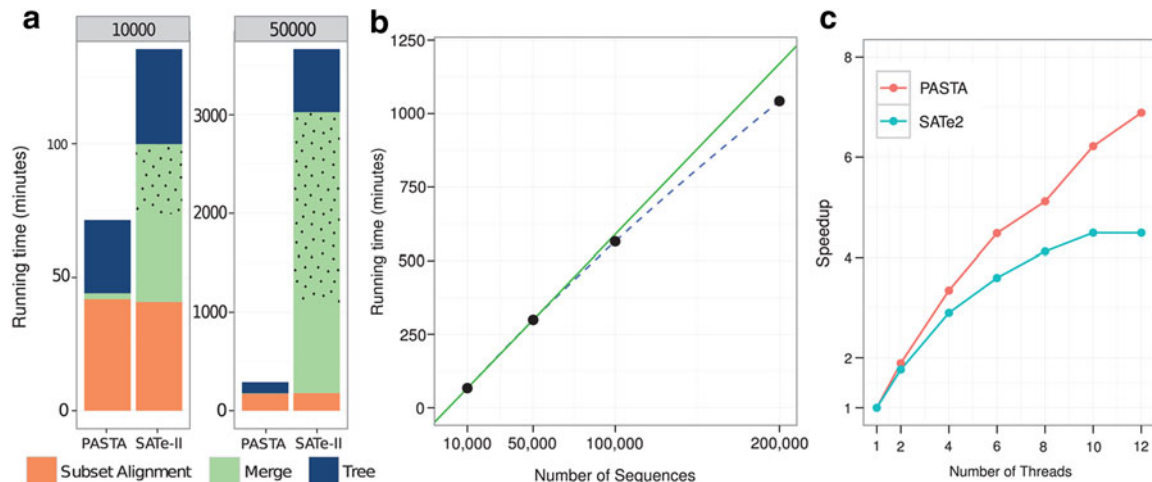 a
10000
50000
Running time (minutes)
100
50
0
3000
2000
1000
0
PASTA SATe-II
PASTA SATe-II
Subset Alignment
Merge
Tree
b
Running time (minutes)
1250
1000
750
500
250
0
10,000 50,000 100,000 200,000
Number of Sequences
c
Speedup
8
6
4
2
1
PASTA
SATe2
1 2 4 6 8 10 12
Number of Threads